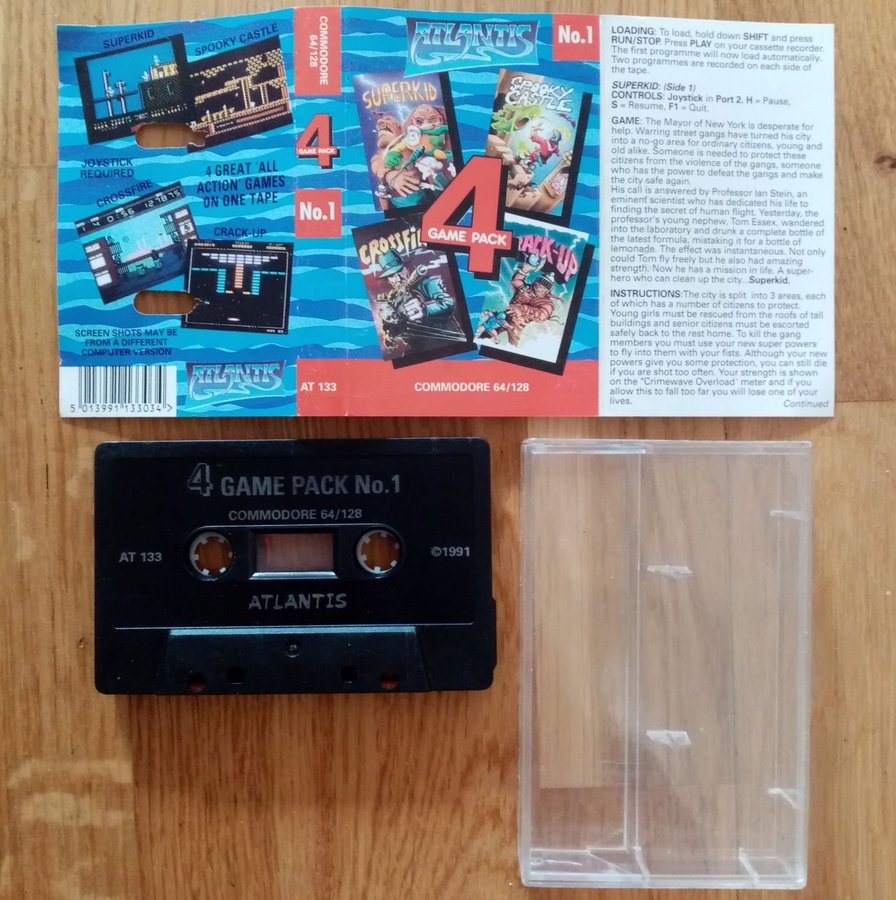 SUPERKID
SPOOKY CASTLE
JOYSTICK
REQUIRED
4 GREAT 'ALL
ACTION' GAMES
ON ONE TAPE
CROSSFIRE
CRACK-UP
SCREEN SHOTS MAY BE
FROM A DIFFERENT
COMPUTER VERSION
ATLANTIS
5 013991 133034 >
COMMODORE
64/128
4
GAME PACK
No.1
AT 133
ATLANTIS
No.1
SUPERKID
SPOOKY
CASTLE
4
GAME PACK
COMMODORE 64/128
LOADING: To load, hold down SHIFT and press
RUN/STOP. Press PLAY on your cassette recorder.
The first programme will now load automatically.
Two programmes are recorded on each side of
the tape.
SUPERKID: (Side 1)
CONTROLS: Joystick in Port 2, H = Pause,
S = Resume, F1 = Quit.
GAME: The Mayor of New York is desperate for
help. Warring street gangs have turned his city
into a no-go area for ordinary citizens, young and
old alike. Someone is needed to protect these
citizens from the violence of the gangs, someone
who has the power to defeat the gangs and make
the city safe again.
His call is answered by Professor Ian Stein, an
eminent scientist who has dedicated his life to
finding the secret of human flight. Yesterday, the
professor's young nephew, Tom Essex, wandered
into the laboratory and drunk a complete bottle of
the latest formula, mistaking it for a bottle of
lemonade. The effect was instantaneous. Not only
could Tom fly freely but he also had amazing
strength. Now he has a mission in life. A super-
hero who can clean up the city...Superkid.
INSTRUCTIONS: The city is split into 3 areas, each
of which has a number of citizens to protect.
Young girls must be rescued from the roofs of tall
buildings and senior citizens must be escorted
safely back to the rest home. To kill the gang
members you must use your new super powers
to fly into them with your fists. Although your new
powers give you some protection, you can still die
if you are shot too often. Your strength is shown
on the "Crimewave Overload" meter and if you
allow this to fall too far you will lose one of your
lives.
Continued
4 GAME PACK No.1
COMMODORE 64/128
AT 133
©1991
ATLANTIS